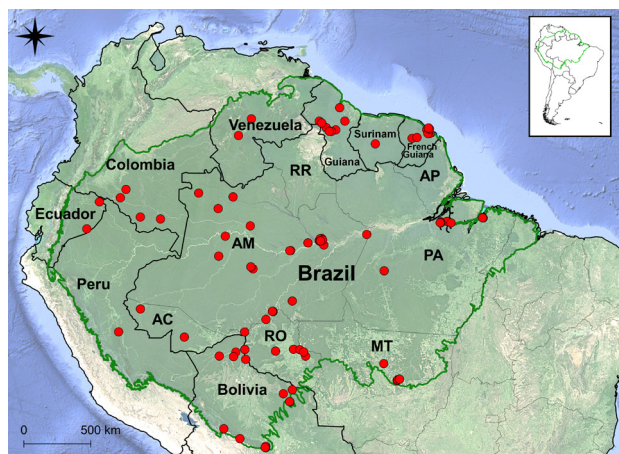 Venezuela
Surinam
French
Guiana
Guiana
Colombia
RR
AP
Ecuador
AM
PA
Brazil
Peru
AC
RO
MT
Bolivia
0 500 km